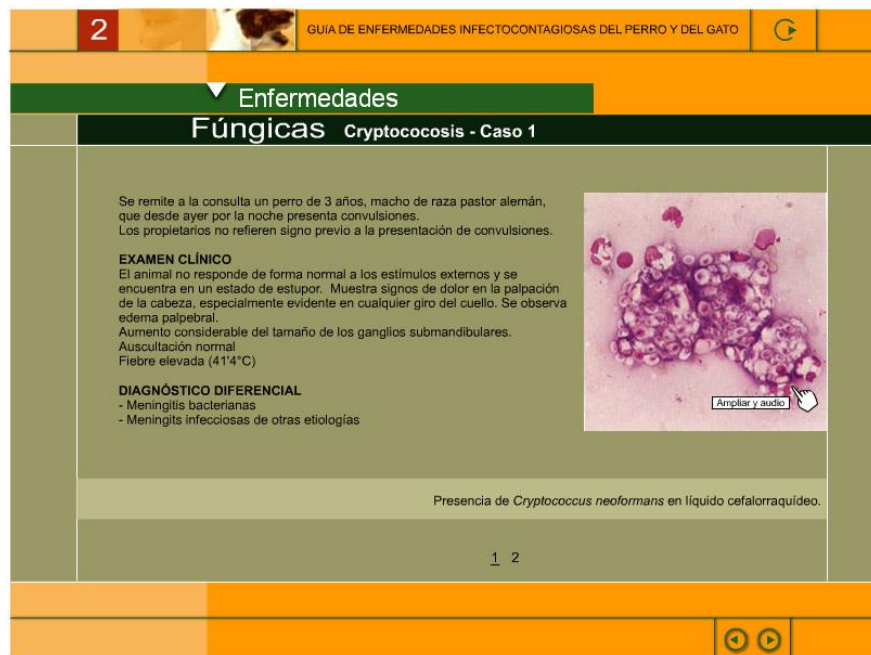 2
GUÍA DE ENFERMEDADES INFECTOCONTAGIOSAS DEL PERRO Y DEL GATO
Enfermedades
Fúngicas Cryptococosis - Caso 1
Se remite a la consulta un perro de 3 años, macho de raza pastor alemán,
que desde ayer por la noche presenta convulsiones.
Los propietarios no refieren signo previo a la presentación de convulsiones.
EXAMEN CLÍNICO
El animal no responde de forma normal a los estímulos externos y se
encuentra en un estado de estupor. Muestra signos de dolor en la palpación
de la cabeza, especialmente evidente en cualquier giro del cuello. Se observa
edema palpebral.
Aumento considerable del tamaño de los ganglios submandibulares.
Auscultación normal
Fiebre elevada (41'4°C)
DIAGNÓSTICO DIFERENCIAL
- Meningitis bacterianas
- Meningits infecciosas de otras etiologías
Ampliar y audio
Presencia de Cryptococcus neoformans en líquido cefalorraquídeo.
1 2